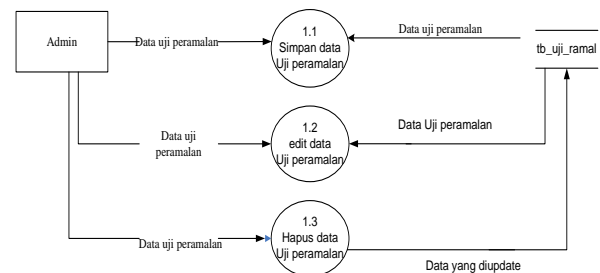 Admin
Data uji peramalan
1.1
Simpan data
Uji peramalan
Data uji peramalan
tb_uji_ramal
Data uji
peramalan
1.2
edit data
Uji peramalan
Data Uji peramalan
Data uji peramalan
1.3
Hapus data
Uji peramalan
Data yang diupdate